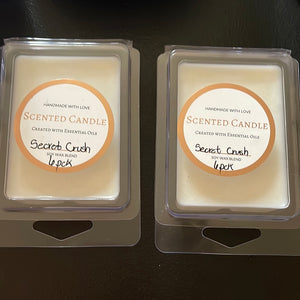 HANDMADE WITH LOVE
SCENTED CANDLE
CREATED WITH ESSENTIAL OILS
Secret Crush
SOY WAX BLEND
6pck
HANDMADE WITH LOVE
SCENTED CANDLE
CREATED WITH ESSENTIAL OILS
Secret Crush
SOY WAX BLEND
6pck